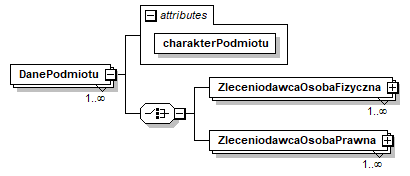 attributes
charakterPodmiotu
DanePodmiotu
1..∞
ZleceniodawcaOsobaFizyczna
1..∞
ZleceniodawcaOsobaPrawna
1..∞